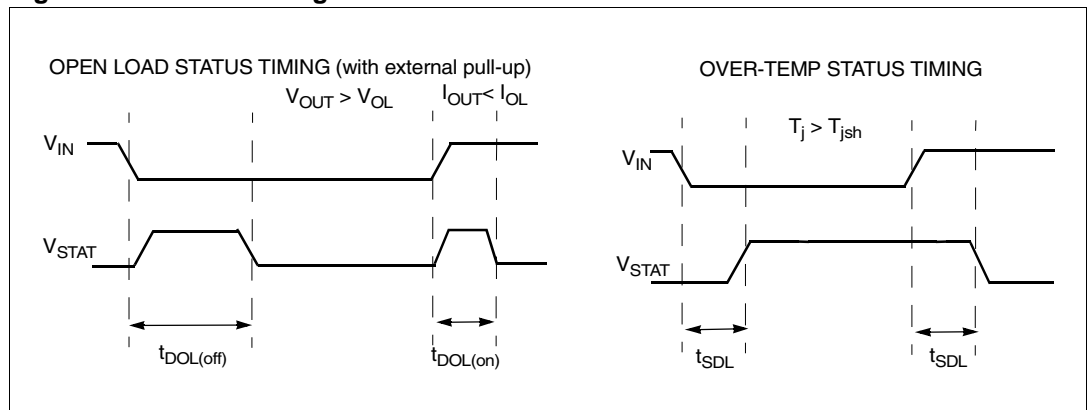 OPEN LOAD STATUS TIMING (with external pull-up)
V_OUT > V_OL
I_OUT< I_OL
V_IN
V_STAT
t_DOL(off)
t_DOL(on)
OVER-TEMP STATUS TIMING
T_j > T_jsh
V_IN
V_STAT
t_SDL
t_SDL